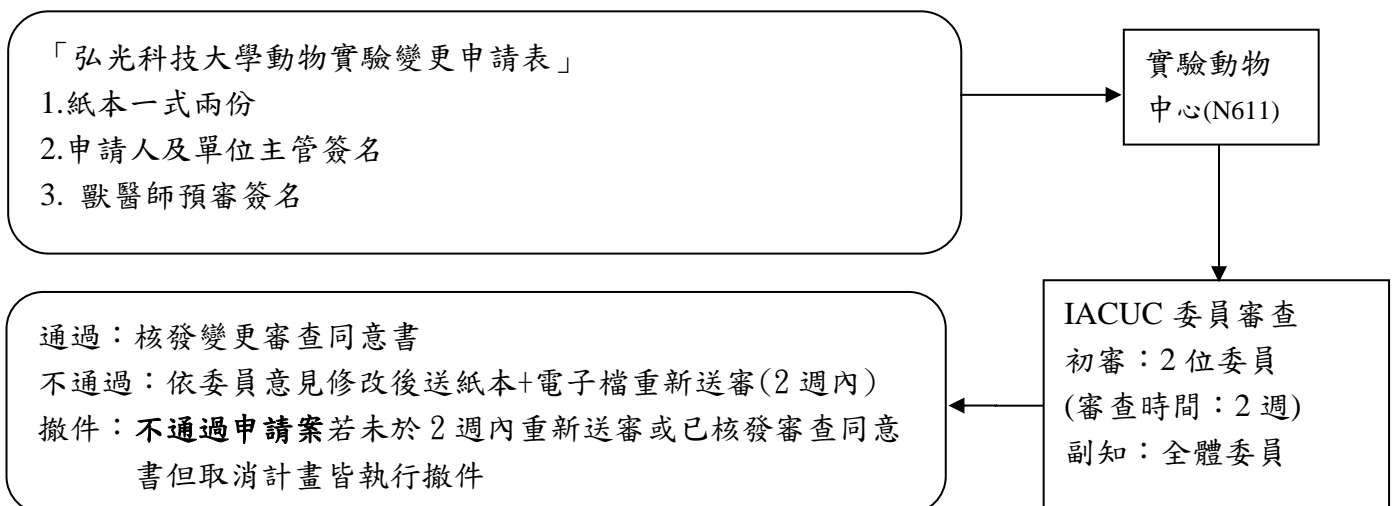 「弘光科技大學動物實驗變更申請表」
1.紙本一式兩份
2.申請人及單位主管簽名
3. 獸醫師預審簽名
實驗動物
中心(N611)
IACUC 委員審查
初審：2 位委員
(審查時間：2 週)
副知：全體委員
通過：核發變更審查同意書
不通過：依委員意見修改後送紙本+電子檔重新送審(2 週內)
撤件：不通過申請案若未於 2 週內重新送審或已核發審查同意
書但取消計畫皆執行撤件